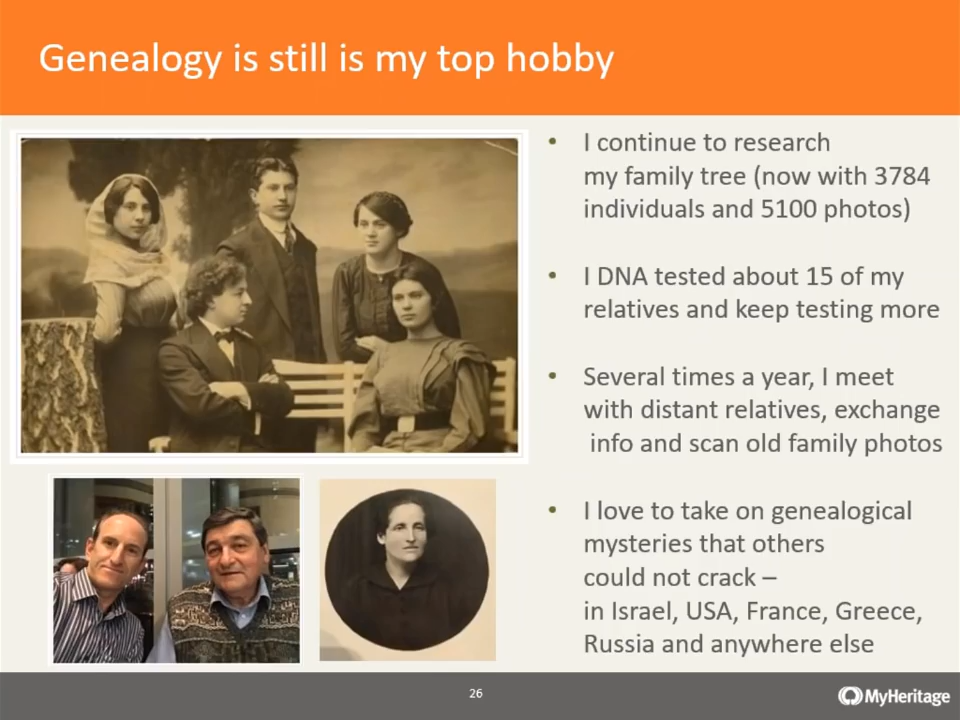 Genealogy is still is my top hobby
• I continue to research
my family tree (now with 3784
individuals and 5100 photos)
• I DNA tested about 15 of my
relatives and keep testing more
• Several times a year, I meet
with distant relatives, exchange
info and scan old family photos
• I love to take on genealogical
mysteries that others
could not crack –
in Israel, USA, France, Greece,
Russia and anywhere else
26
MyHeritage